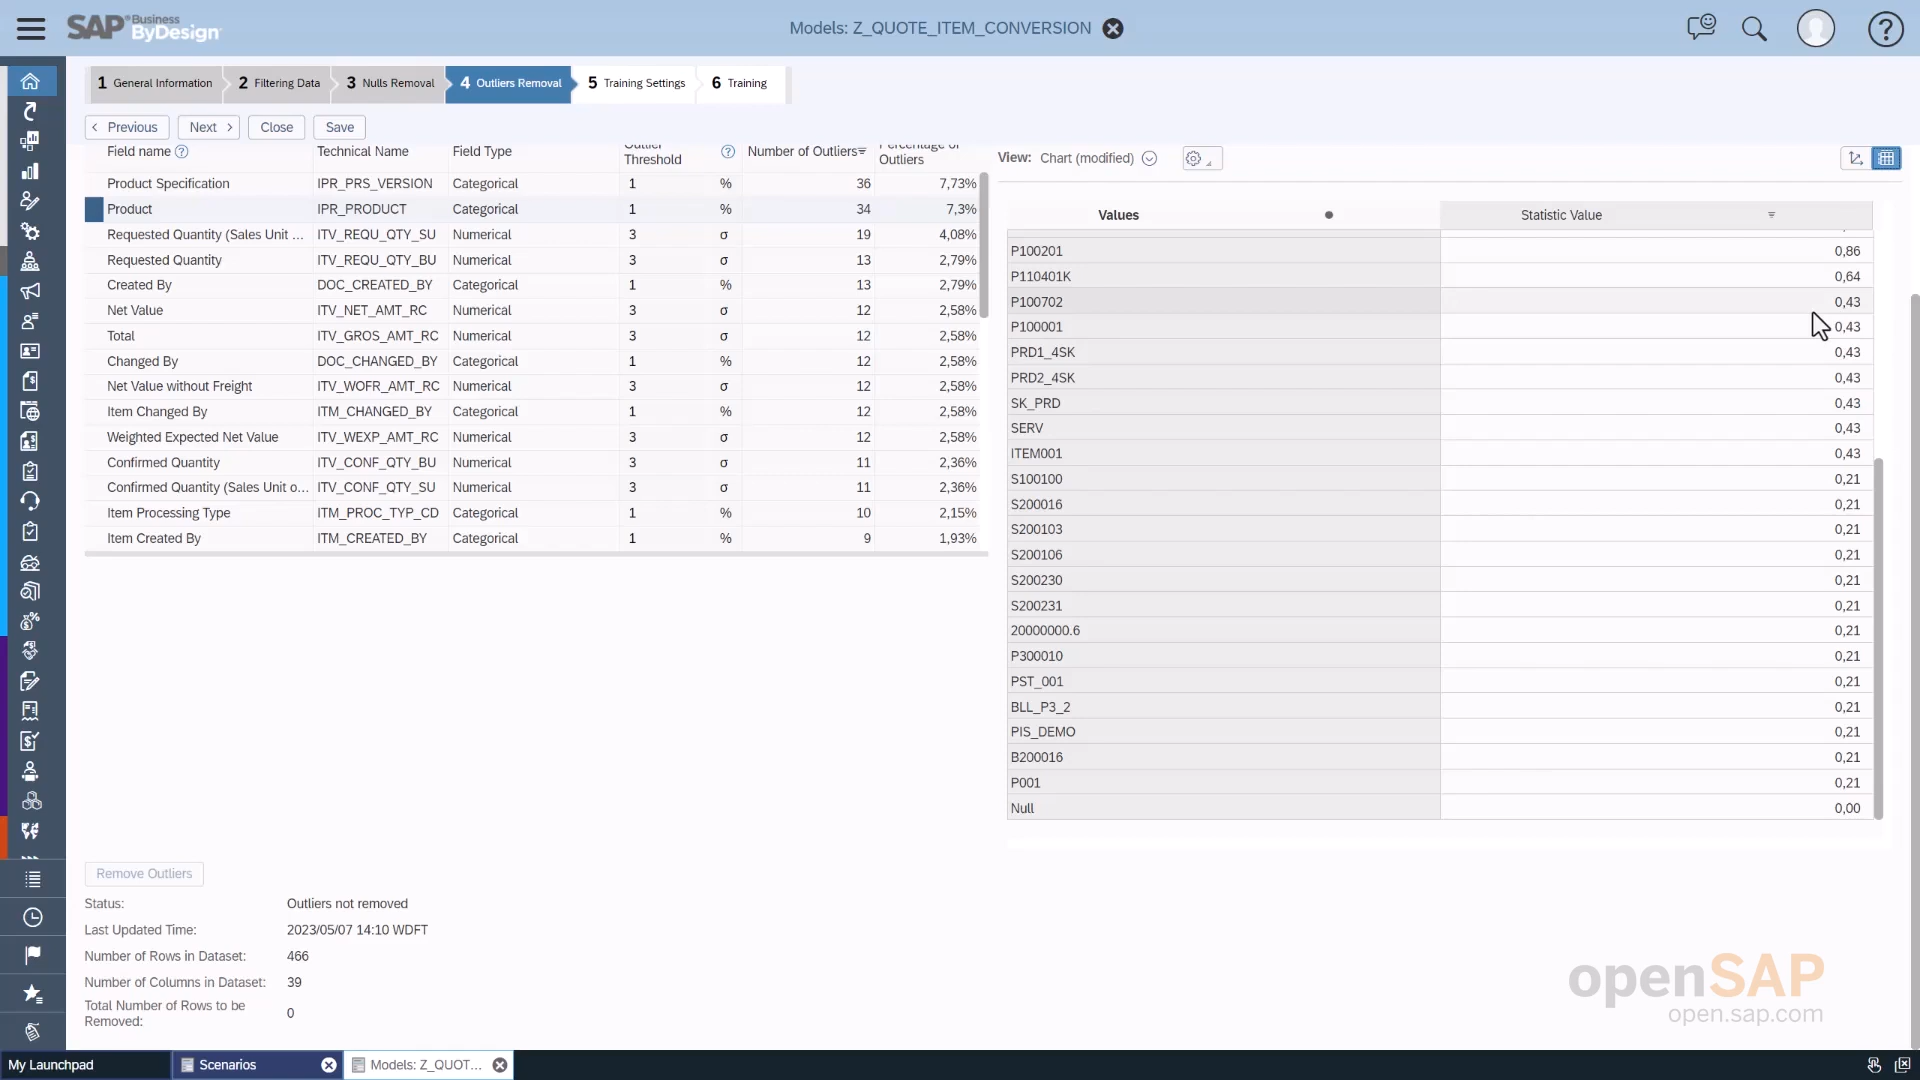 SAP Business ByDesign
Models: Z_QUOTE_ITEM_CONVERSION
1 General Information
2 Filtering Data
3 Nulls Removal
4 Outliers Removal
5 Training Settings
6 Training
< Previous
Next >
Close
Save
Field name ?
Technical Name
Field Type
Outlier Threshold
?
Number of Outliers
Percentage of Outliers
Product Specification IPR_PRS_VERSION Categorical 1 % 36 7,73%
Product IPR_PRODUCT Categorical 1 % 34 7,3%
Requested Quantity (Sales Unit ... ITV_REQU_QTY_SU Numerical 3 σ 19 4,08%
Requested Quantity ITV_REQU_QTY_BU Numerical 3 σ 13 2,79%
Created By DOC_CREATED_BY Categorical 1 % 13 2,79%
Net Value ITV_NET_AMT_RC Numerical 3 σ 12 2,58%
Total ITV_GROS_AMT_RC Numerical 3 σ 12 2,58%
Changed By DOC_CHANGED_BY Categorical 1 % 12 2,58%
Net Value without Freight ITV_WOFR_AMT_RC Numerical 3 σ 12 2,58%
Item Changed By ITM_CHANGED_BY Categorical 1 % 12 2,58%
Weighted Expected Net Value ITV_WEXP_AMT_RC Numerical 3 σ 12 2,58%
Confirmed Quantity ITV_CONF_QTY_BU Numerical 3 σ 11 2,36%
Confirmed Quantity (Sales Unit o... ITV_CONF_QTY_SU Numerical 3 σ 11 2,36%
Item Processing Type ITM_PROC_TYP_CD Categorical 1 % 10 2,15%
Item Created By ITM_CREATED_BY Categorical 1 % 9 1,93%
View: Chart (modified)
Values Statistic Value
P100201 0,86
P110401K 0,64
P100702 0,43
P100001 0,43
PRD1_4SK 0,43
PRD2_4SK 0,43
SK_PRD 0,43
SERV 0,43
ITEM001 0,43
S100100 0,21
S200016 0,21
S200103 0,21
S200106 0,21
S200230 0,21
S200231 0,21
20000000.6 0,21
P300010 0,21
PST_001 0,21
BLL_P3_2 0,21
PIS_DEMO 0,21
B200016 0,21
P001 0,21
Null 0,00
Remove Outliers
Status: Outliers not removed
Last Updated Time: 2023/05/07 14:10 WDFT
Number of Rows in Dataset: 466
Number of Columns in Dataset: 39
Total Number of Rows to be Removed: 0
openSAP
open.sap.com
My Launchpad
Scenarios
Models: Z_QUOT...